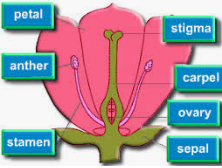 petal
stigma
anther
carpel
ovary
stamen
sepal